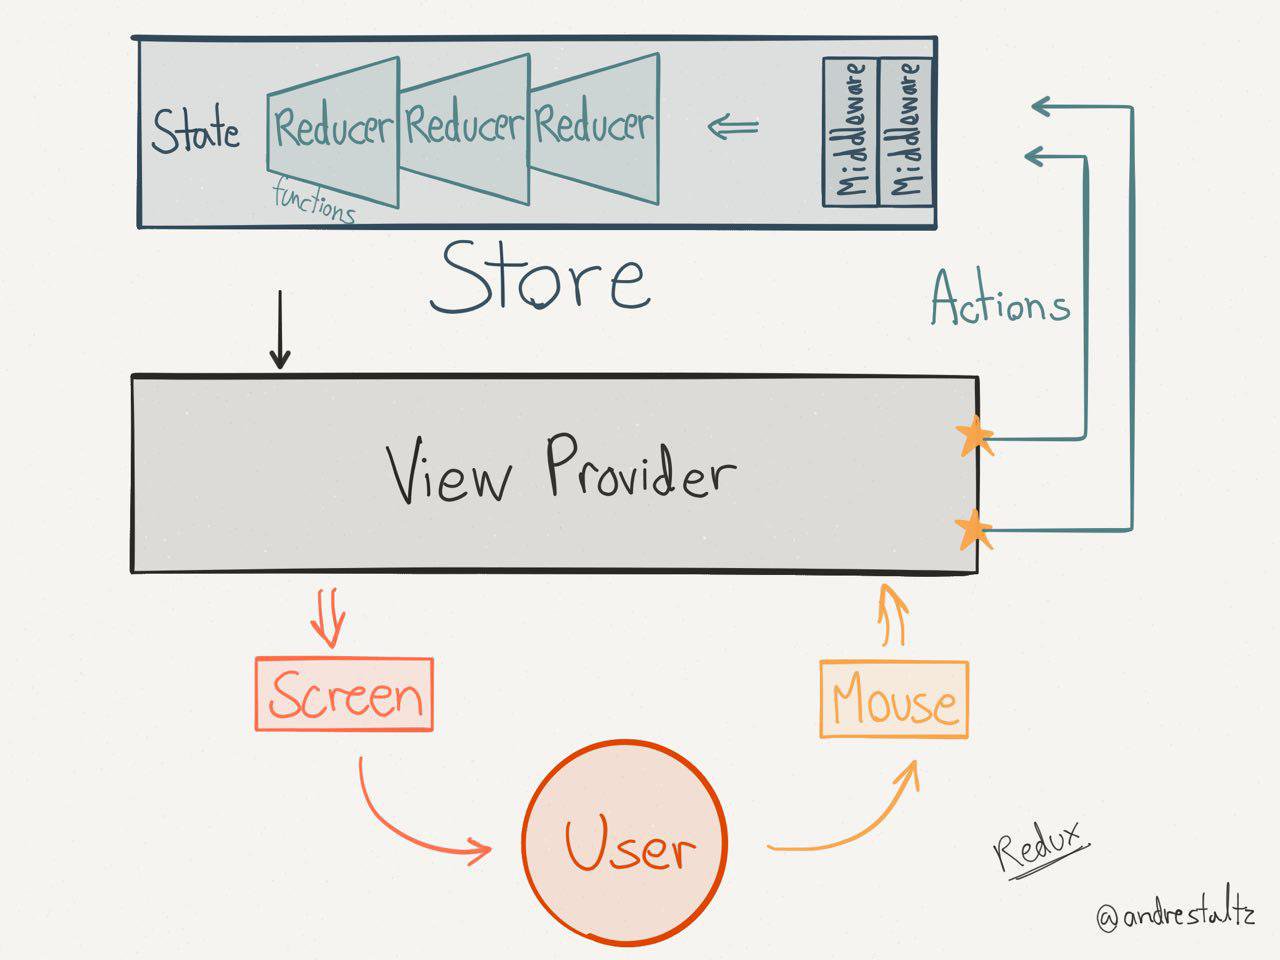 State
Reducer
Reducer
Reducer
functions
Middleware
Middleware
Store
Actions
View Provider
Screen
Mouse
User
Redux
@andrestaltz